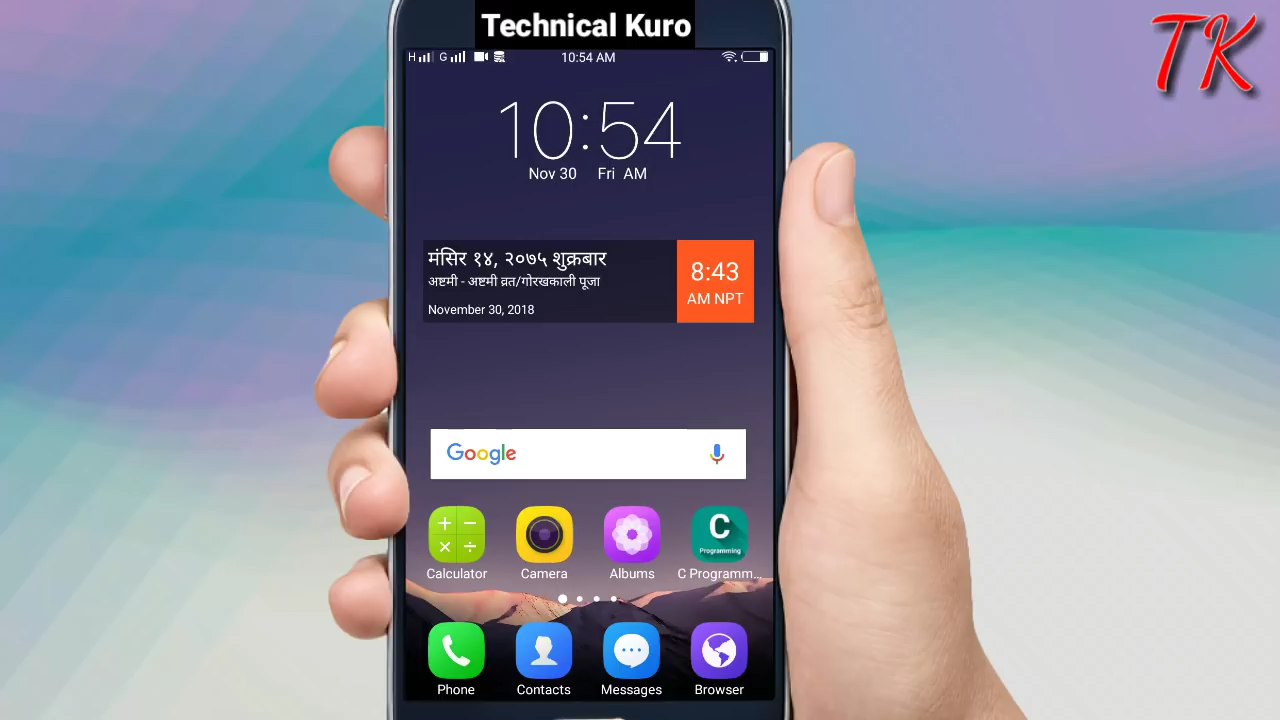 Technical Kuro
TK
H G 10:54 AM
10:54
Nov 30 Fri AM
मंसिर १४, २०७५ शुक्रबार
अष्टमी - अष्टमी व्रत/गोरखकाली पूजा
November 30, 2018
8:43
AM NPT
Google
C
Programming
Calculator Camera Albums C Programm...
Phone Contacts Messages Browser